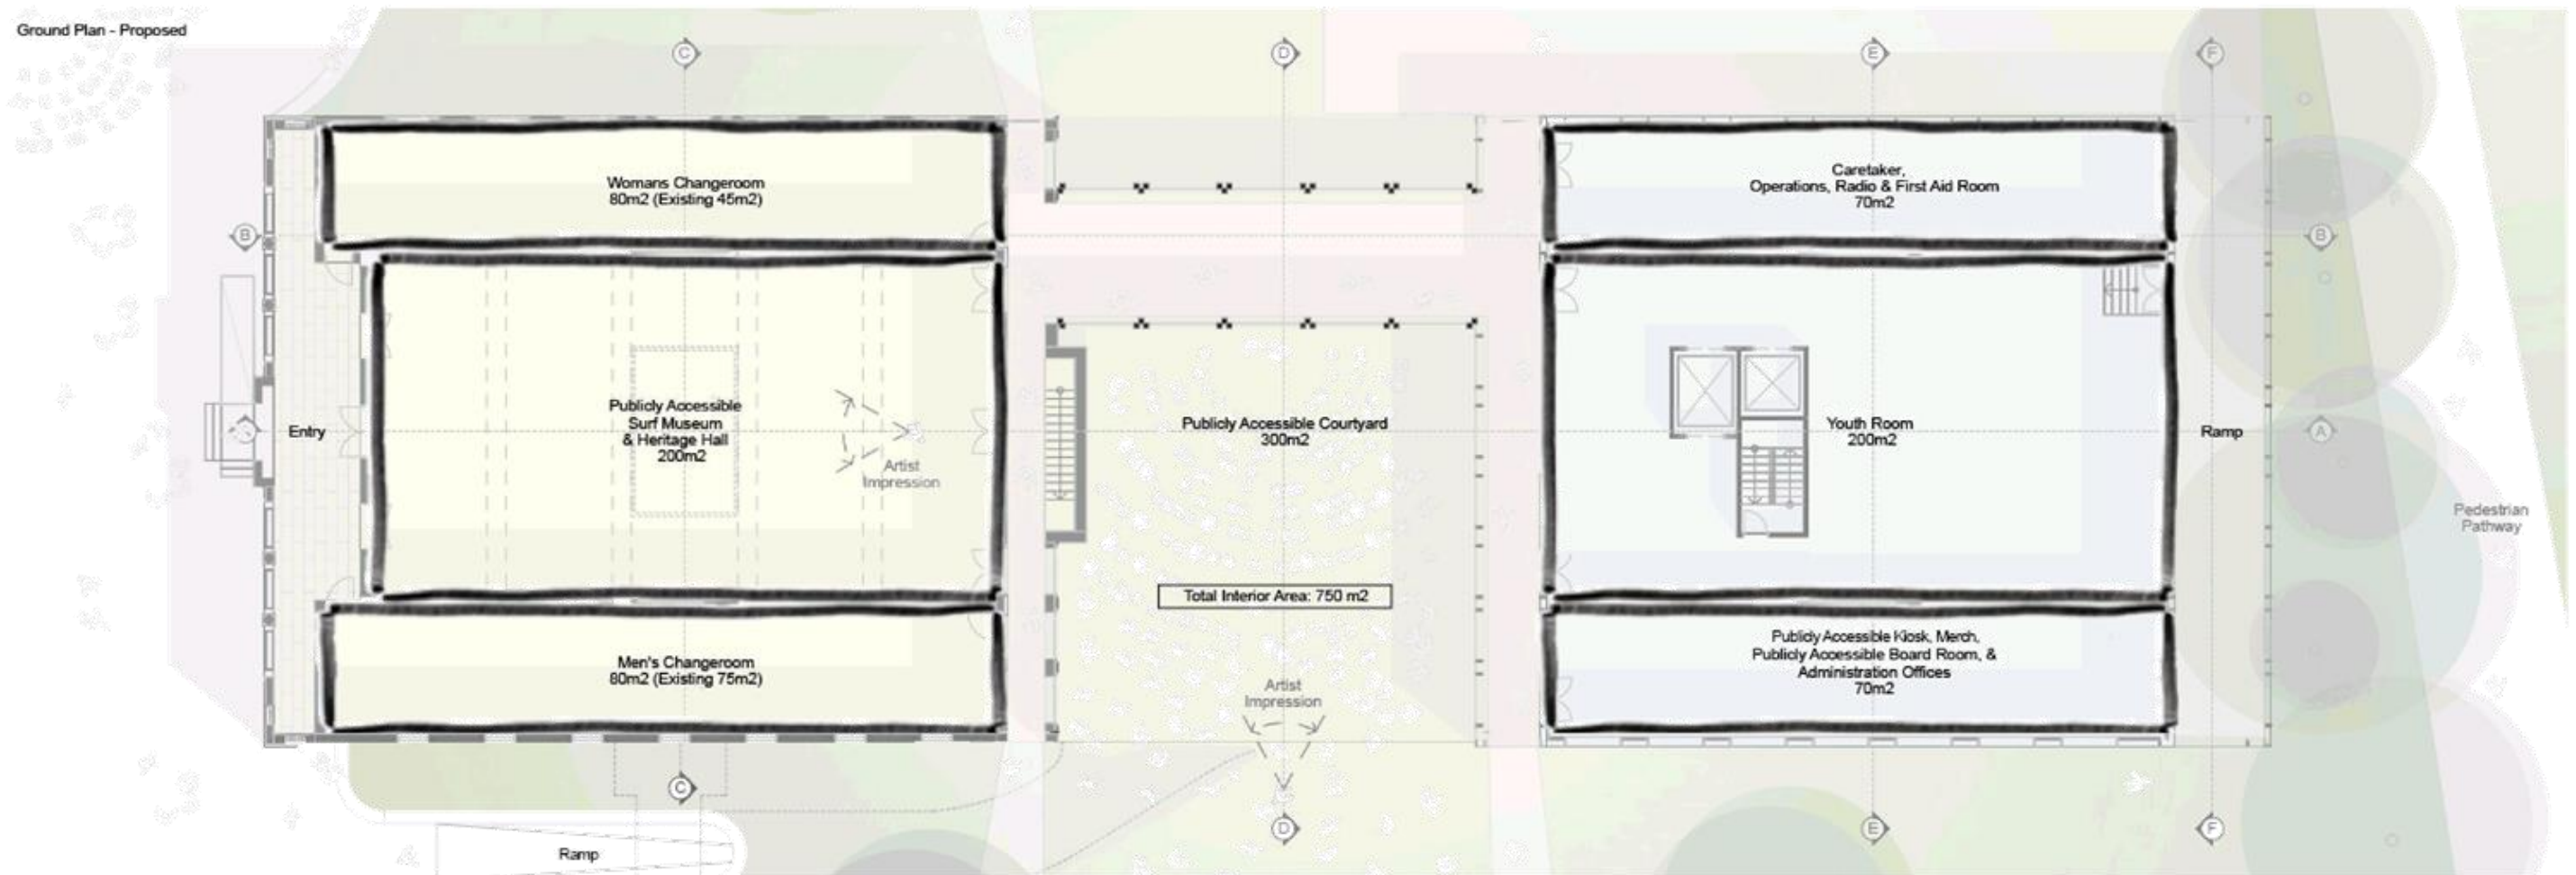 Ground Plan - Proposed
C
D
E
F
Womans Changeroom
80m2 (Existing 45m2)
Caretaker,
Operations, Radio & First Aid Room
70m2
B
B
Entry
Publicly Accessible
Surf Museum
& Heritage Hall
200m2
Artist
Impression
Publicly Accessible Courtyard
300m2
Youth Room
200m2
Ramp
A
Pedestrian
Pathway
Total Interior Area: 750 m2
Men's Changeroom
80m2 (Existing 75m2)
Artist
Impression
Publicly Accessible Kiosk, Merch,
Publicly Accessible Board Room, &
Administration Offices
70m2
C
D
E
F
Ramp